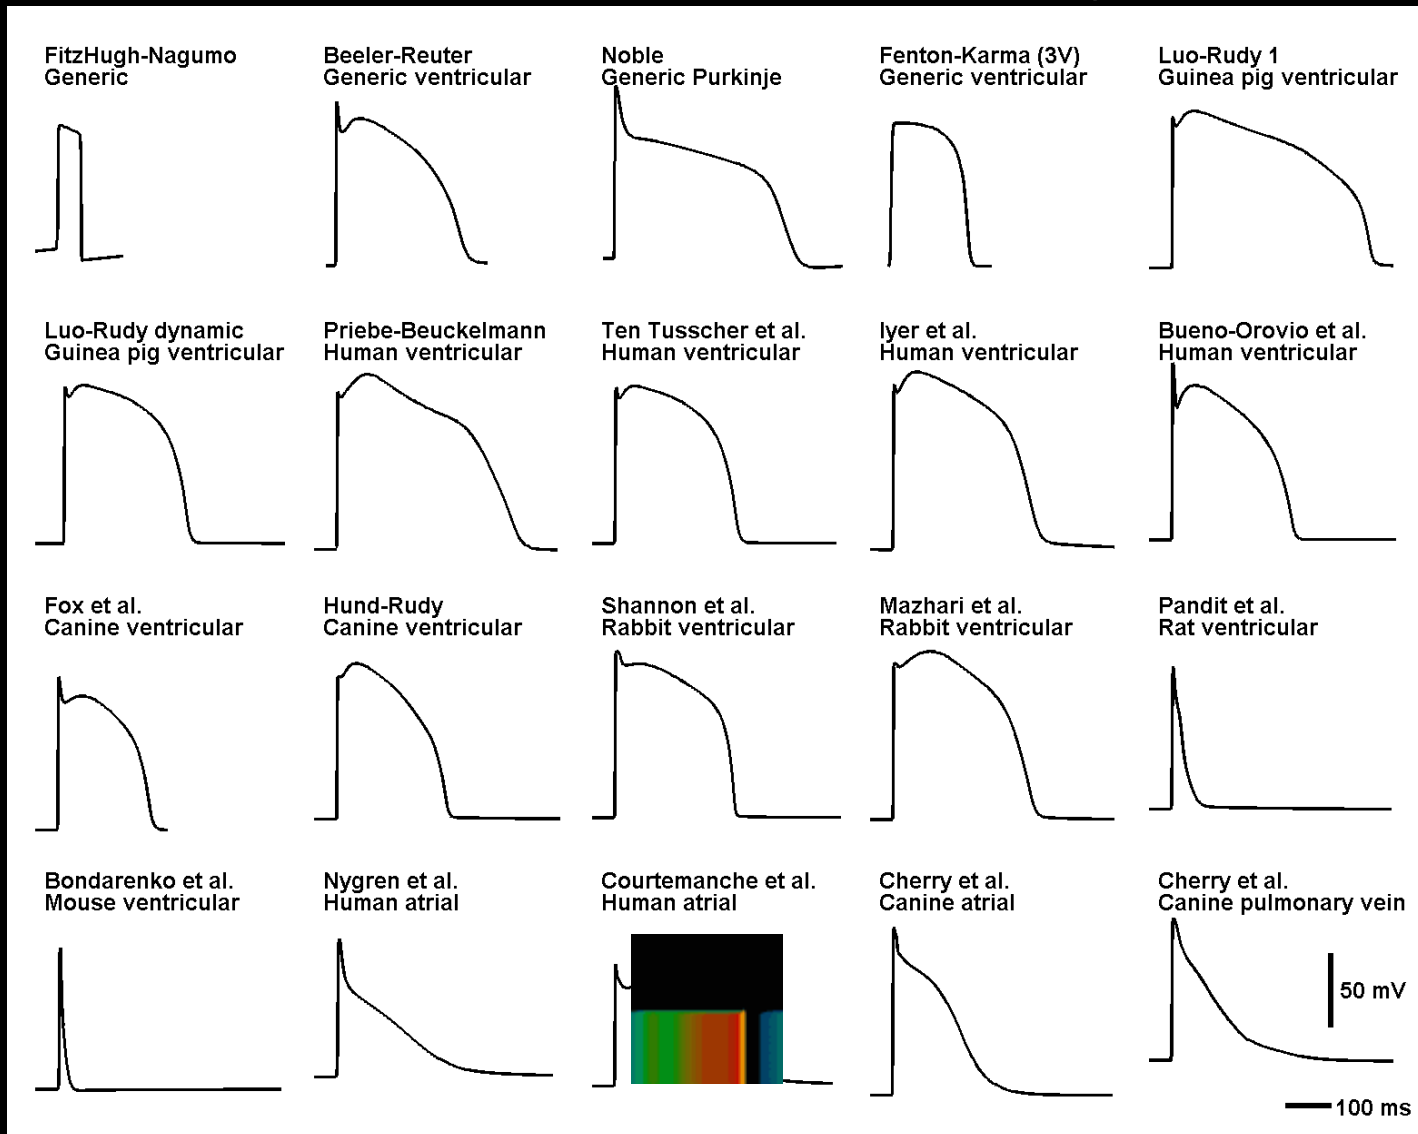 FitzHugh-Nagumo
Generic
Beeler-Reuter
Generic ventricular
Noble
Generic Purkinje
Fenton-Karma (3V)
Generic ventricular
Luo-Rudy 1
Guinea pig ventricular
Luo-Rudy dynamic
Guinea pig ventricular
Priebe-Beuckelmann
Human ventricular
Ten Tusscher et al.
Human ventricular
Iyer et al.
Human ventricular
Bueno-Orovio et al.
Human ventricular
Fox et al.
Canine ventricular
Hund-Rudy
Canine ventricular
Shannon et al.
Rabbit ventricular
Mazhari et al.
Rabbit ventricular
Pandit et al.
Rat ventricular
Bondarenko et al.
Mouse ventricular
Nygren et al.
Human atrial
Courtemanche et al.
Human atrial
Cherry et al.
Canine atrial
Cherry et al.
Canine pulmonary vein
50 mV
100 ms